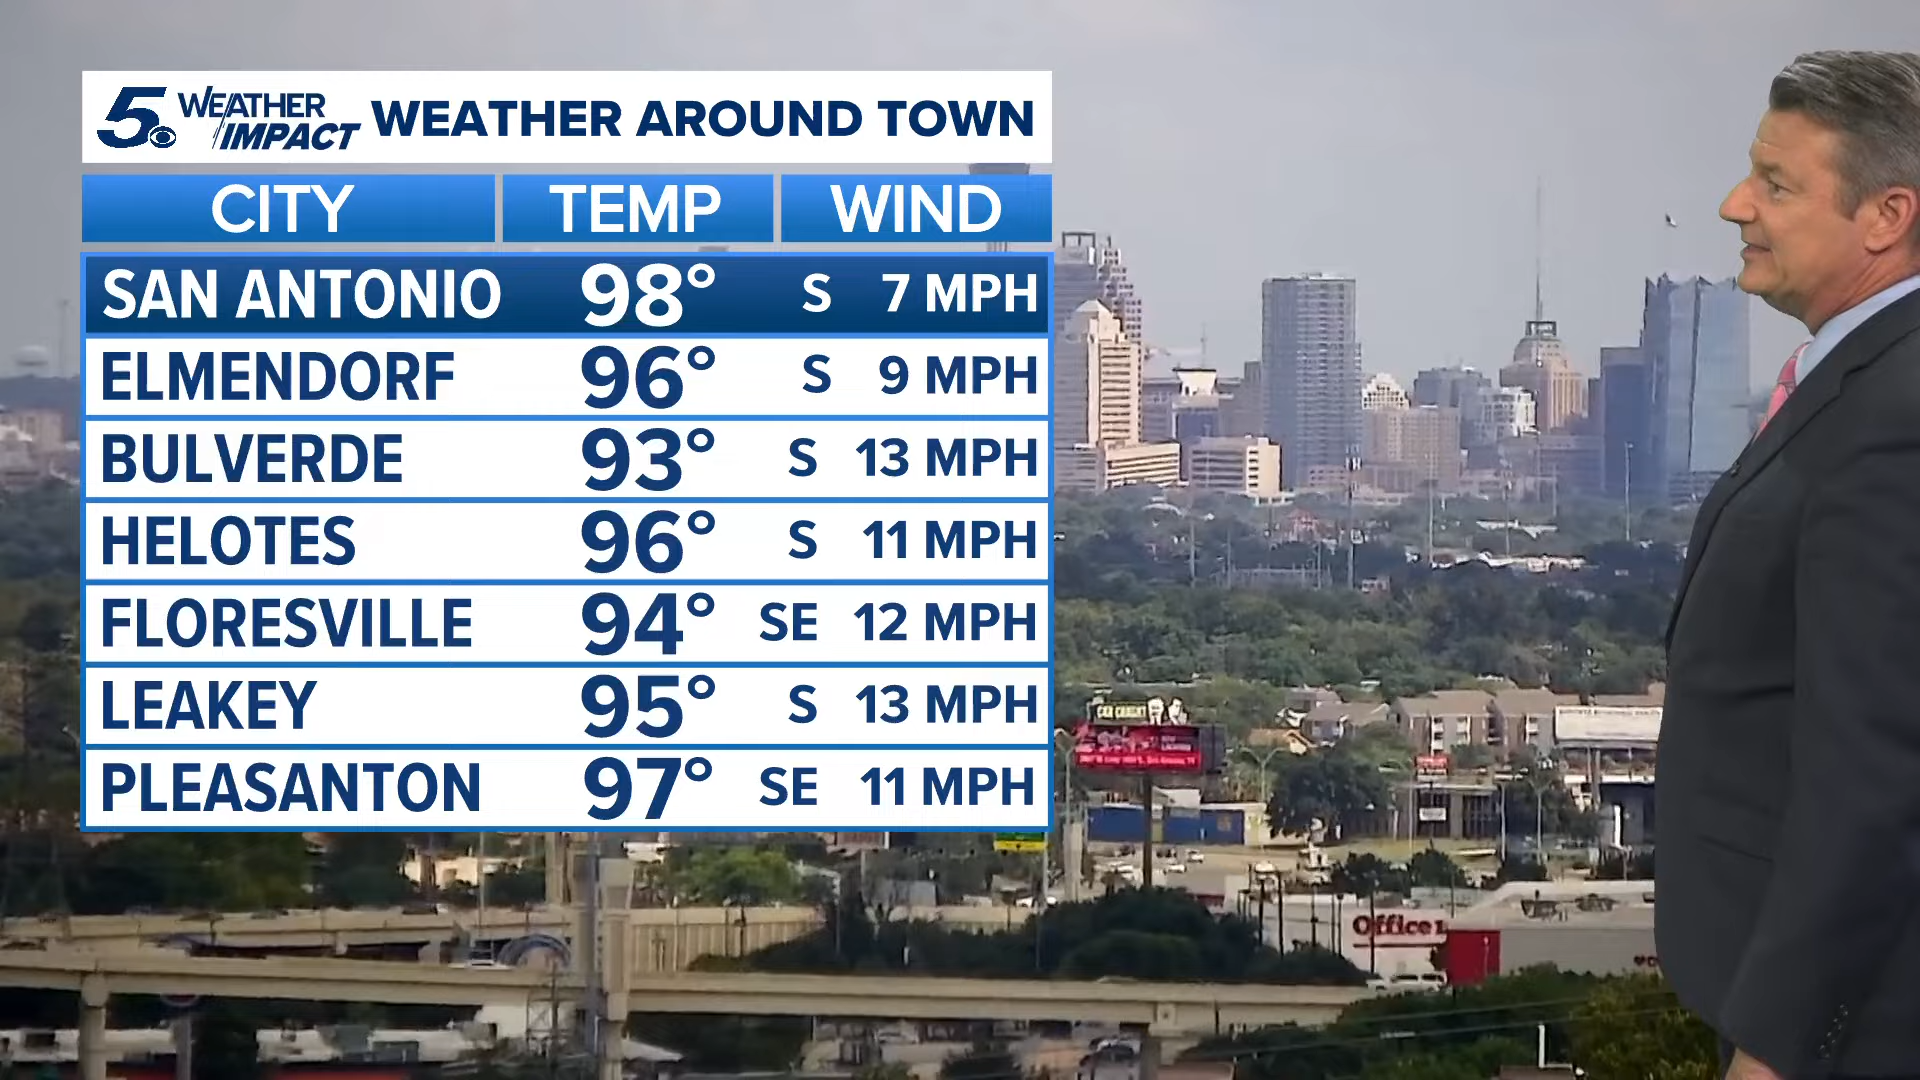 5 WEATHER IMPACT WEATHER AROUND TOWN
CITY TEMP WIND
SAN ANTONIO 98° S 7 MPH
ELMENDORF 96° S 9 MPH
BULVERDE 93° S 13 MPH
HELOTES 96° S 11 MPH
FLORESVILLE 94° SE 12 MPH
LEAKEY 95° S 13 MPH
PLEASANTON 97° SE 11 MPH
Office